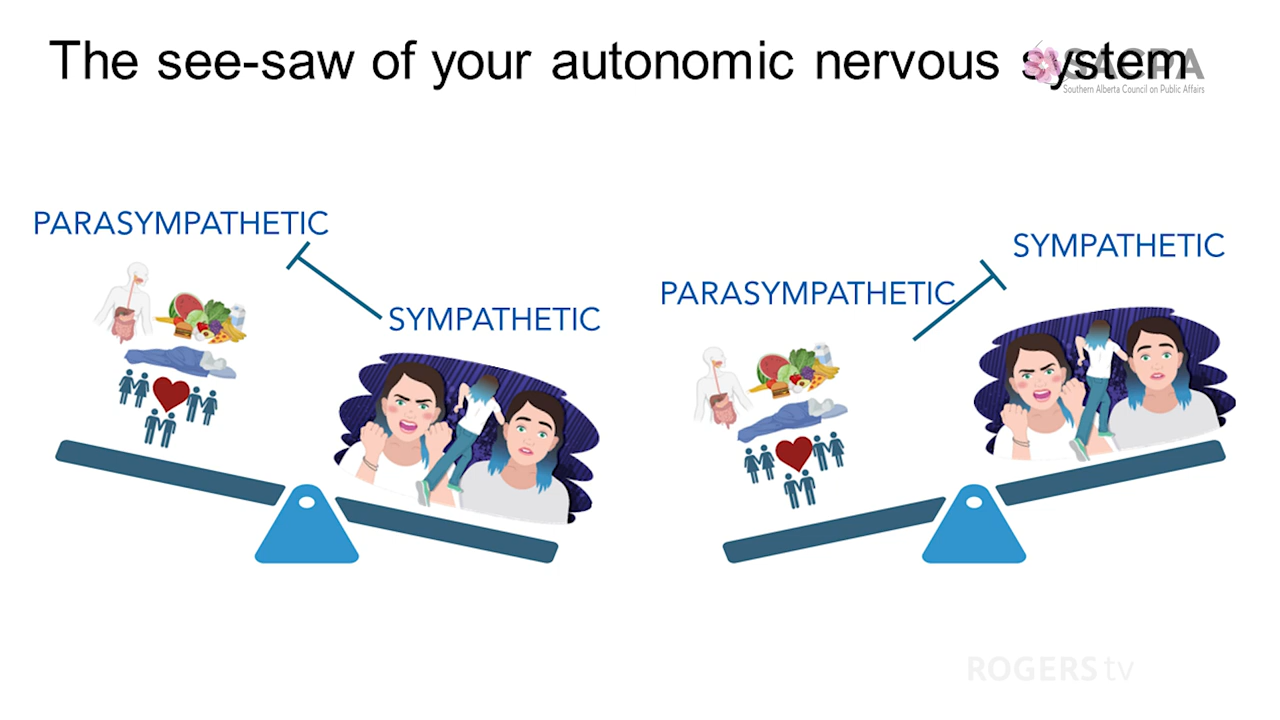 The see-saw of your autonomic nervous system
SACPA
Southern Alberta Council on Public Affairs
PARASYMPATHETIC
SYMPATHETIC
PARASYMPATHETIC
SYMPATHETIC
ROGERS tv